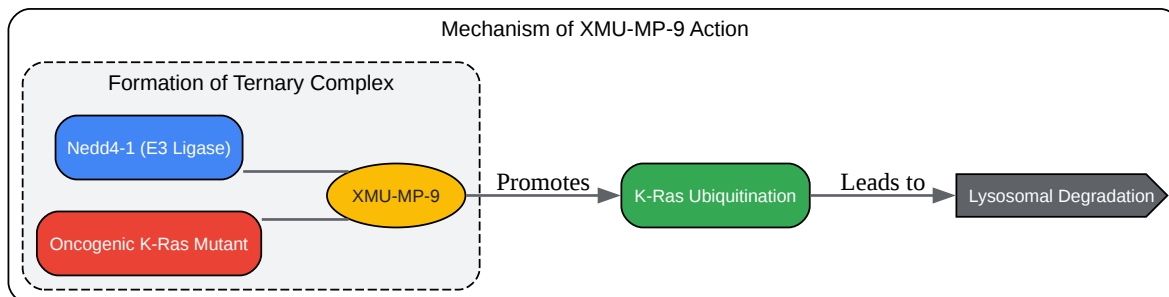 Mechanism of XMU-MP-9 Action
Formation of Ternary Complex
Nedd4-1 (E3 Ligase)
XMU-MP-9
Oncogenic K-Ras Mutant
Promotes
K-Ras Ubiquitination
Leads to
Lysosomal Degradation